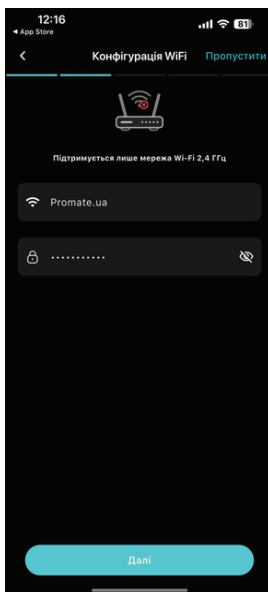 12:16
81
◄ App Store
Конфігурація WiFi
Пропустити
Підтримується лише мережа Wi-Fi 2,4 ГГц
Promate.ua
...........
Далі